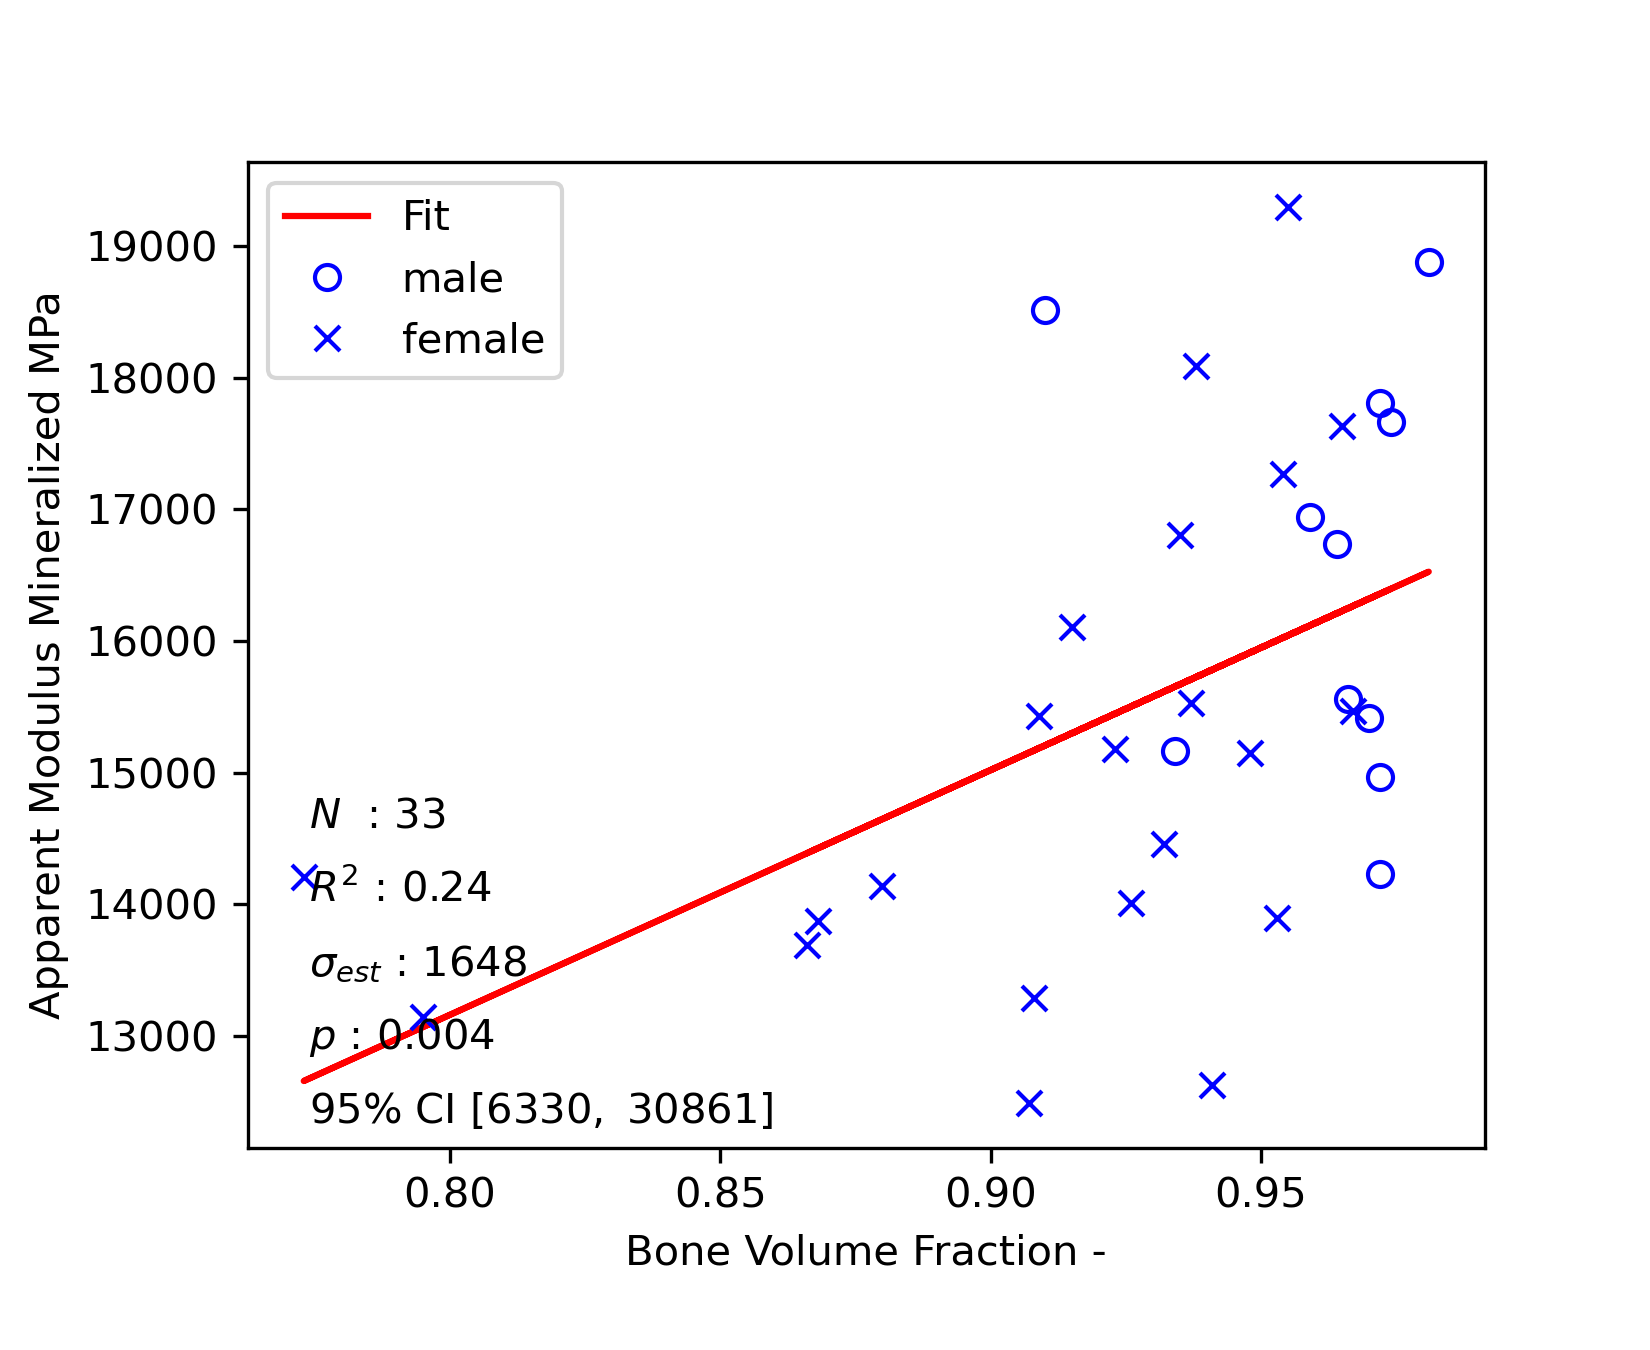 Fit
male
female
19000
18000
17000
16000
15000
14000
13000
Apparent Modulus Mineralized MPa
N : 33
R² : 0.24
σest : 1648
p : 0.004
95% CI [6330, 30861]
0.80 0.85 0.90 0.95
Bone Volume Fraction -